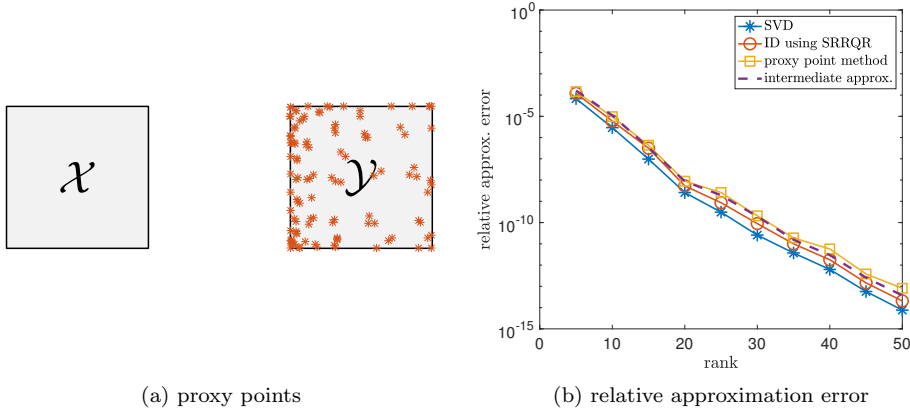 𝒳
𝒴
(a) proxy points
relative approx. error
10^0
10^-5
10^-10
10^-15
SVD
ID using SRRQR
proxy point method
intermediate approx.
0 10 20 30 40 50
rank
(b) relative approximation error